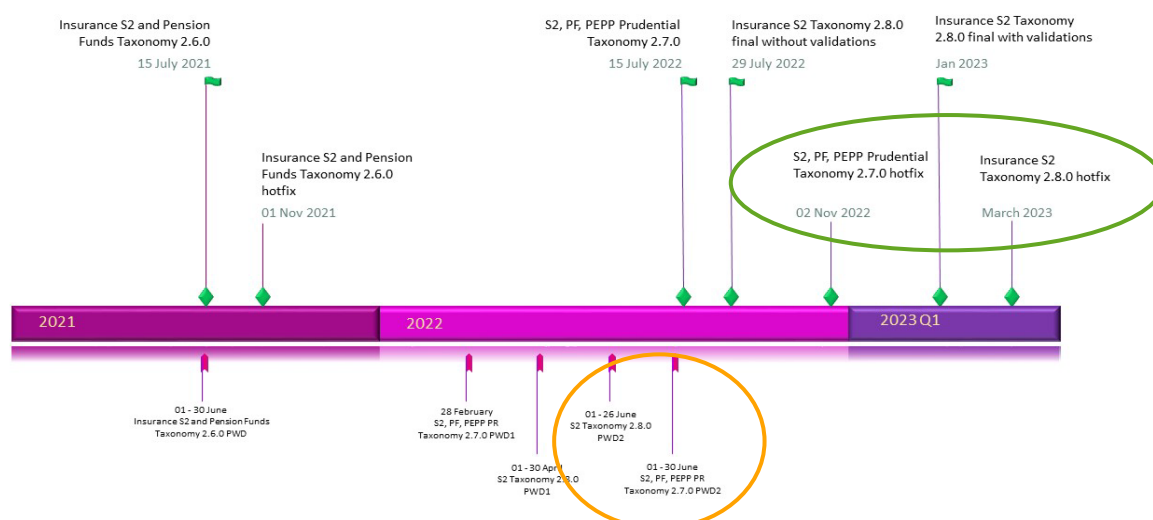 Insurance S2 and Pension
Funds Taxonomy 2.6.0
15 July 2021
S2, PF, PEPP Prudential
Taxonomy 2.7.0
15 July 2022
Insurance S2 Taxonomy 2.8.0
final without validations
29 July 2022
Insurance S2 Taxonomy
2.8.0 final with validations
Jan 2023
Insurance S2 and Pension
Funds Taxonomy 2.6.0
hotfix
01 Nov 2021
S2, PF, PEPP Prudential
Taxonomy 2.7.0 hotfix
02 Nov 2022
Insurance S2
Taxonomy 2.8.0 hotfix
March 2023
2021
2022
2023 Q1
01 - 30 June
Insurance S2 and Pension Funds
Taxonomy 2.6.0 PWD
28 February
S2, PF, PEPP PR
Taxonomy 2.7.0 PWD1
01 - 30 April
S2 Taxonomy 2.8.0
PWD1
01 - 26 June
S2 Taxonomy 2.8.0
PWD2
01 - 30 June
S2, PF, PEPP PR
Taxonomy 2.7.0 PWD2